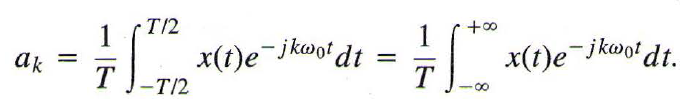 a_k = \frac{1}{T} \int_{-T/2}^{T/2} x(t)e^{-jk\omega_0 t} dt = \frac{1}{T} \int_{-\infty}^{+\infty} x(t)e^{-jk\omega_0 t} dt.